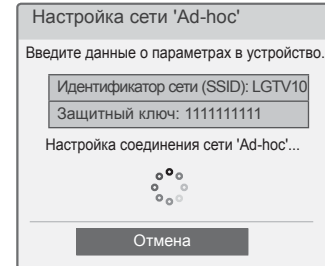 Настройка сети 'Ad-hoc'
Введите данные о параметрах в устройство.
Идентификатор сети (SSID): LGTV10
Защитный ключ: 1111111111
Настройка соединения сети 'Ad-hoc'...
Отмена